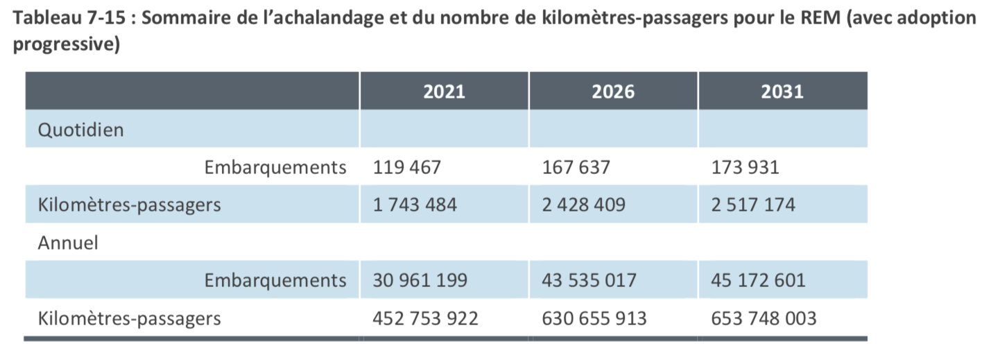 Tableau 7-15 : Sommaire de l’achalandage et du nombre de kilomètres-passagers pour le REM (avec adoption
progressive)
2021 2026 2031
Quotidien
Embarquements 119 467 167 637 173 931
Kilomètres-passagers 1 743 484 2 428 409 2 517 174
Annuel
Embarquements 30 961 199 43 535 017 45 172 601
Kilomètres-passagers 452 753 922 630 655 913 653 748 003